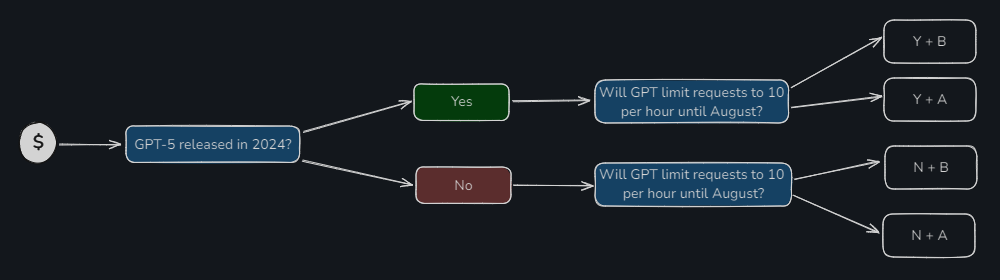 $
GPT-5 released in 2024?
Yes
Will GPT limit requests to 10
per hour until August?
Y + B
Y + A
No
Will GPT limit requests to 10
per hour until August?
N + B
N + A